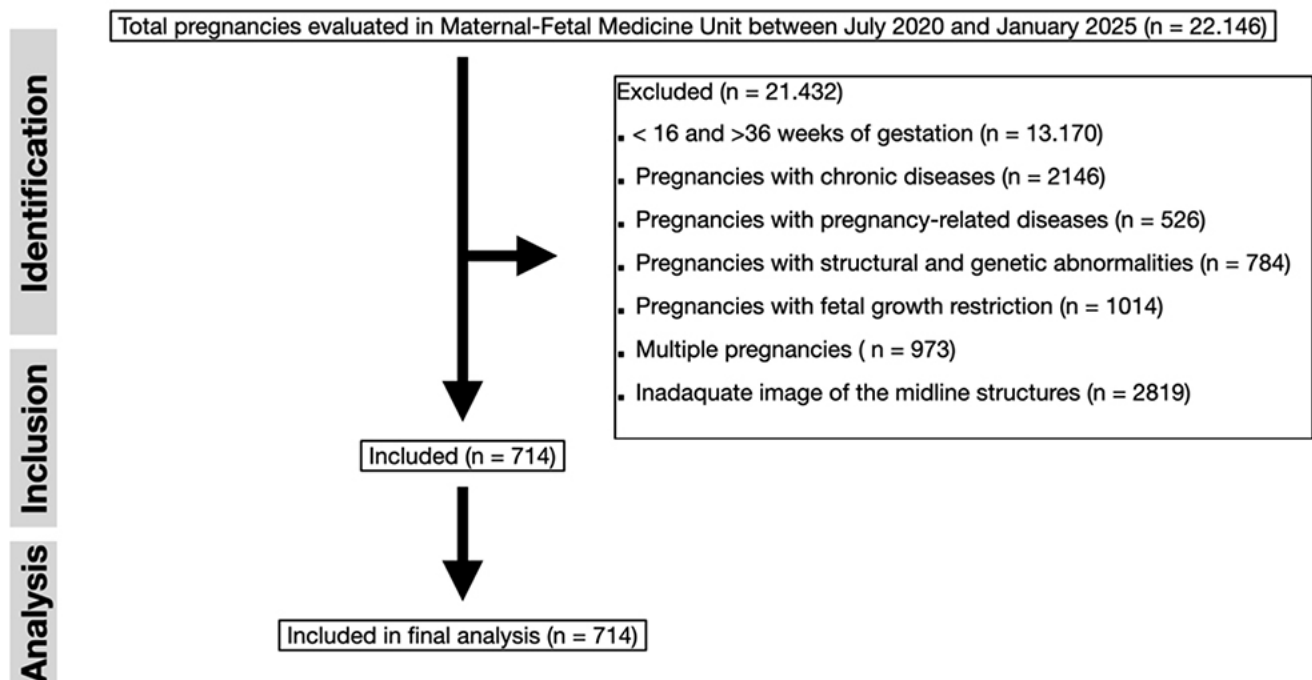 Total pregnancies evaluated in Maternal-Fetal Medicine Unit between July 2020 and January 2025 (n = 22.146)
Identification
Excluded (n = 21.432)
▪ < 16 and >36 weeks of gestation (n = 13.170)
▪ Pregnancies with chronic diseases (n = 2146)
▪ Pregnancies with pregnancy-related diseases (n = 526)
▪ Pregnancies with structural and genetic abnormalities (n = 784)
▪ Pregnancies with fetal growth restriction (n = 1014)
▪ Multiple pregnancies ( n = 973)
▪ Inadaquate image of the midline structures (n = 2819)
Inclusion
Included (n = 714)
Analysis
Included in final analysis (n = 714)